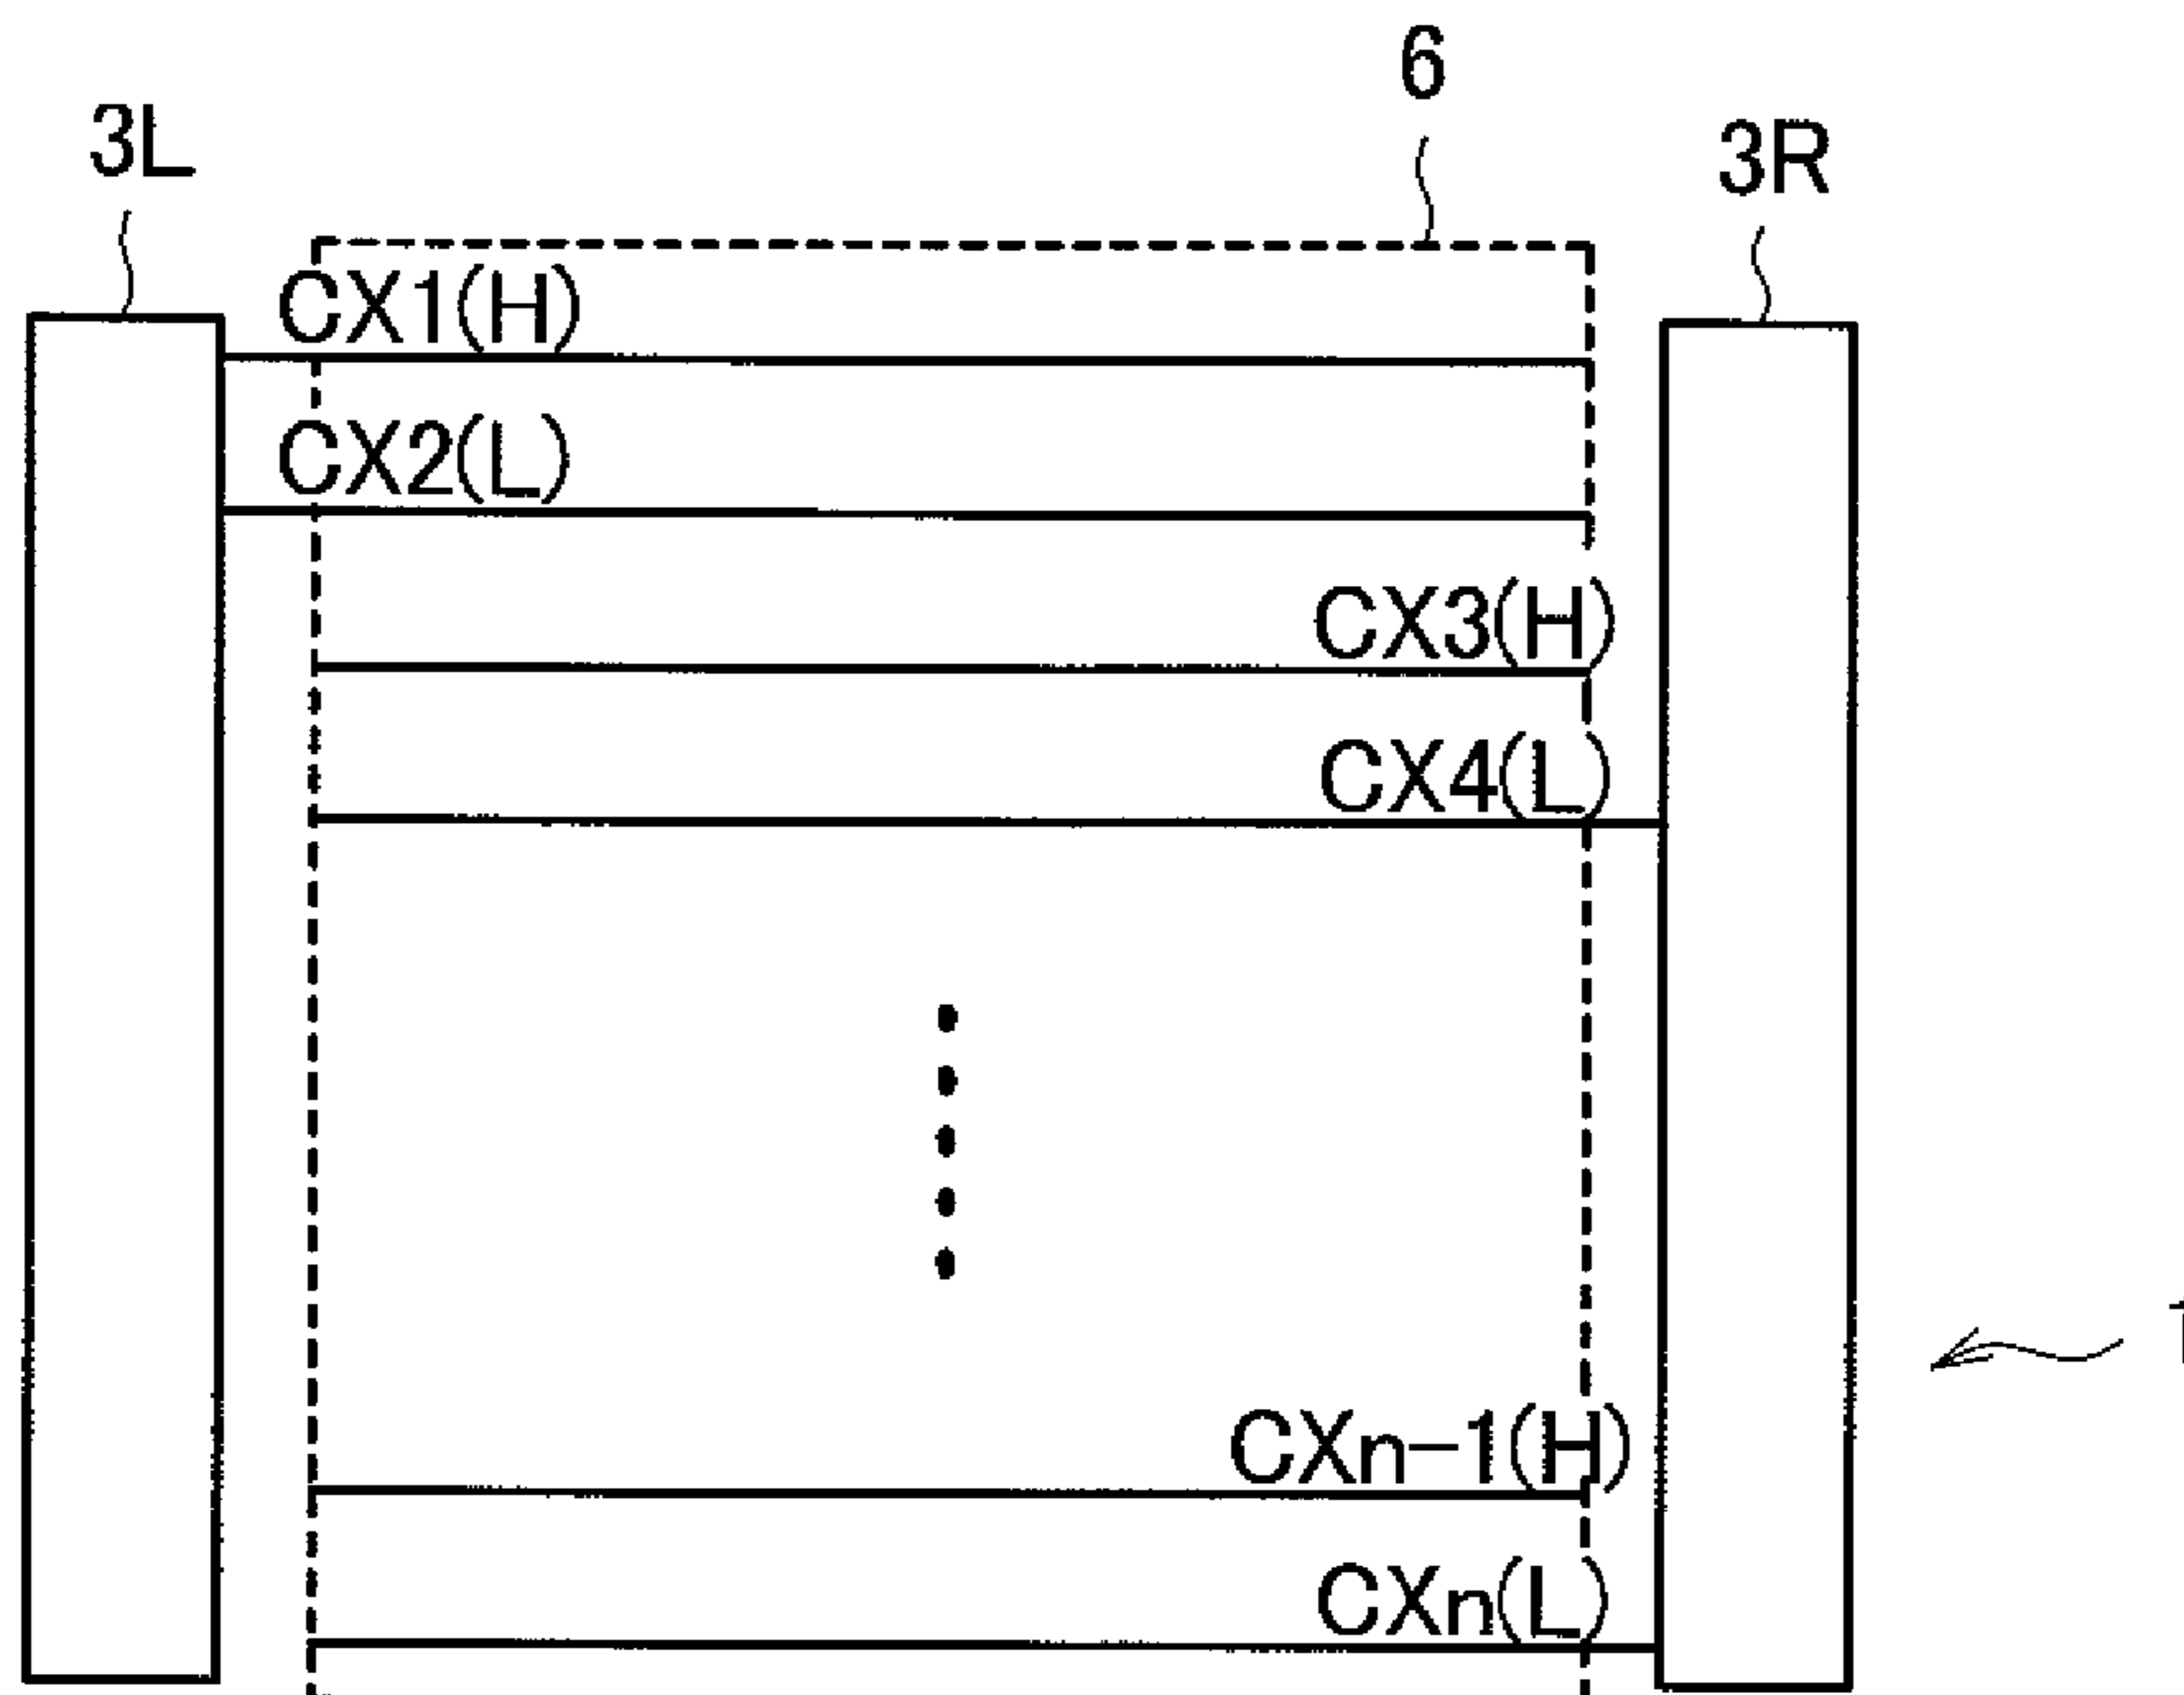 6
3L
3R
CX1(H)
CX2(L)
CX3(H)
CX4(L)
CXn-1(H)
CXn(L)